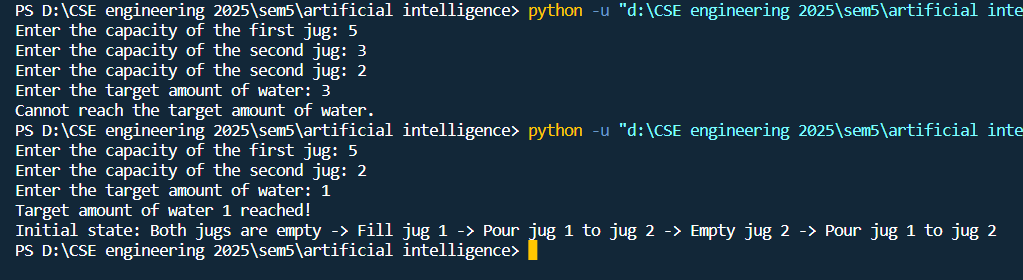 PS D:\CSE engineering 2025\sem5\artificial intelligence> python -u "d:\CSE engineering 2025\sem5\artificial inte
Enter the capacity of the first jug: 5
Enter the capacity of the second jug: 3
Enter the capacity of the second jug: 2
Enter the target amount of water: 3
Cannot reach the target amount of water.
PS D:\CSE engineering 2025\sem5\artificial intelligence> python -u "d:\CSE engineering 2025\sem5\artificial inte
Enter the capacity of the first jug: 5
Enter the capacity of the second jug: 2
Enter the target amount of water: 1
Target amount of water 1 reached!
Initial state: Both jugs are empty -> Fill jug 1 -> Pour jug 1 to jug 2 -> Empty jug 2 -> Pour jug 1 to jug 2
PS D:\CSE engineering 2025\sem5\artificial intelligence>